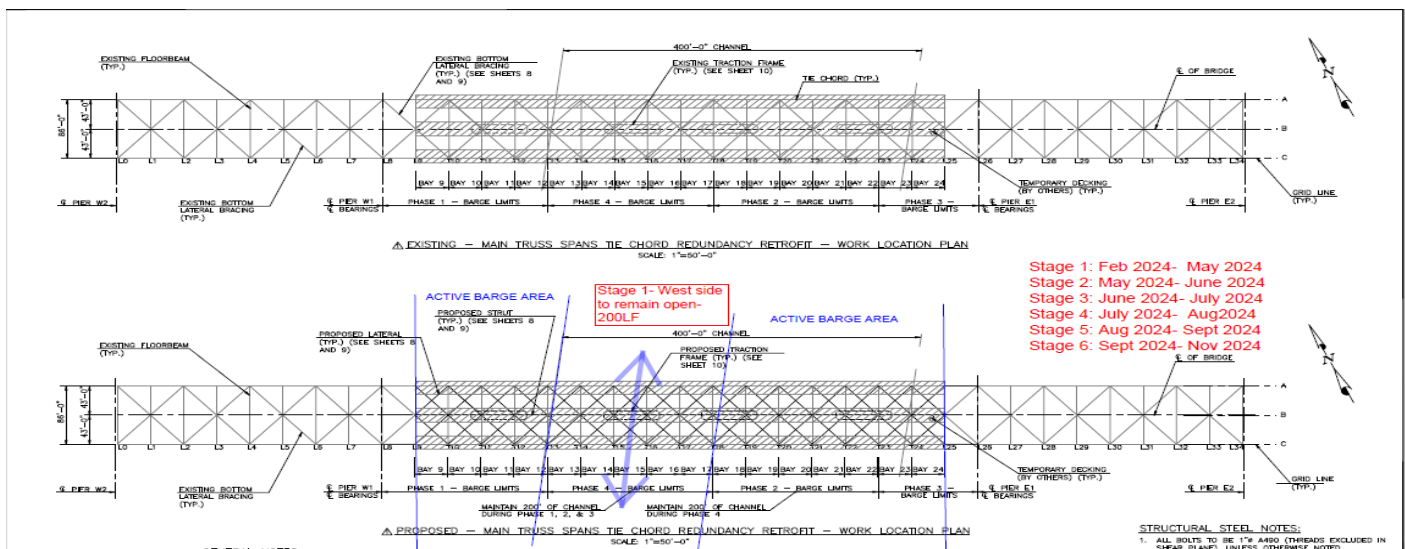 400'-0" CHANNEL
EXISTING FLOORBEAM
(TYP.)
EXISTING BOTTOM
LATERAL BRACING
(TYP.) (SEE SHEETS 8
AND 9)
EXISTING TRACTION FRAME
(TYP.) (SEE SHEET 10)
TIE CHORD (TYP.)
℄ OF BRIDGE
N
A
B
C
86'-0"
43'-0" 43'-0"
L0 L1 L2 L3 L4 L5 L6 L7 L8 L25 L26 L27 L28 L29 L30 L31 L32 L33 L34
BAY 9 BAY 10 BAY 11 BAY 12 BAY 13 BAY 14 BAY 15 BAY 16 BAY 17 BAY 18 BAY 19 BAY 20 BAY 21 BAY 22 BAY 23 BAY 24
TEMPORARY DECKING
(BY OTHERS) (TYP.)
GRID LINE
(TYP.)
℄ PIER W2
EXISTING BOTTOM
LATERAL BRACING
(TYP.)
℄ PIER W1
℄ BEARINGS
PHASE 1 - BARGE LIMITS
PHASE 4 - BARGE LIMITS
PHASE 2 - BARGE LIMITS
PHASE 3 -
BARGE LIMITS
℄ PIER E1
℄ BEARINGS
℄ PIER E2
EXISTING - MAIN TRUSS SPANS TIE CHORD REDUNDANCY RETROFIT - WORK LOCATION PLAN
SCALE: 1"=50'-0"
Stage 1: Feb 2024- May 2024
Stage 2: May 2024- June 2024
Stage 3: June 2024- July 2024
Stage 4: July 2024- Aug2024
Stage 5: Aug 2024- Sept 2024
Stage 6: Sept 2024- Nov 2024
ACTIVE BARGE AREA
Stage 1- West side
to remain open-
200LF
ACTIVE BARGE AREA
PROPOSED STRUT
(TYP.) (SEE SHEETS 8
AND 9)
PROPOSED LATERAL
(TYP.) (SEE SHEETS 8
AND 9)
400'-0" CHANNEL
EXISTING FLOORBEAM
(TYP.)
PROPOSED TRACTION
FRAME (TYP.) (SEE
SHEET 10)
℄ OF BRIDGE
N
A
B
C
86'-0"
43'-0" 43'-0"
L0 L1 L2 L3 L4 L5 L6 L7 L8 L25 L26 L27 L28 L29 L30 L31 L32 L33 L34
BAY 9 BAY 10 BAY 11 BAY 12 BAY 13 BAY 14 BAY 15 BAY 16 BAY 17 BAY 18 BAY 19 BAY 20 BAY 21 BAY 22 BAY 23 BAY 24
TEMPORARY DECKING
(BY OTHERS) (TYP.)
GRID LINE
(TYP.)
℄ PIER W2
EXISTING BOTTOM
LATERAL BRACING
(TYP.)
℄ PIER W1
℄ BEARINGS
PHASE 1 - BARGE LIMITS
PHASE 4 - BARGE LIMITS
PHASE 2 - BARGE LIMITS
PHASE 3 -
BARGE LIMITS
℄ PIER E1
℄ BEARINGS
℄ PIER E2
MAINTAIN 200' OF CHANNEL
DURING PHASE 1, 2, & 3
MAINTAIN 200' OF CHANNEL
DURING PHASE 4
PROPOSED - MAIN TRUSS SPANS TIE CHORD REDUNDANCY RETROFIT - WORK LOCATION PLAN
SCALE: 1"=50'-0"
STRUCTURAL STEEL NOTES:
1. ALL BOLTS TO BE 1"ø A490 (THREADS EXCLUDED IN
SHEAR PLANE), UNLESS OTHERWISE NOTED